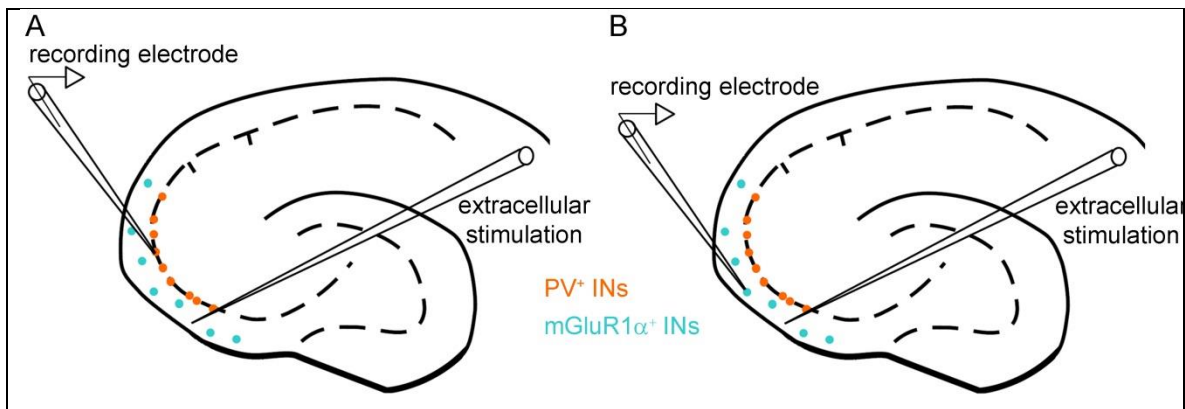 A
recording electrode
extracellular
stimulation
PV⁺ INs
mGluR1α⁺ INs
B
recording electrode
extracellular
stimulation